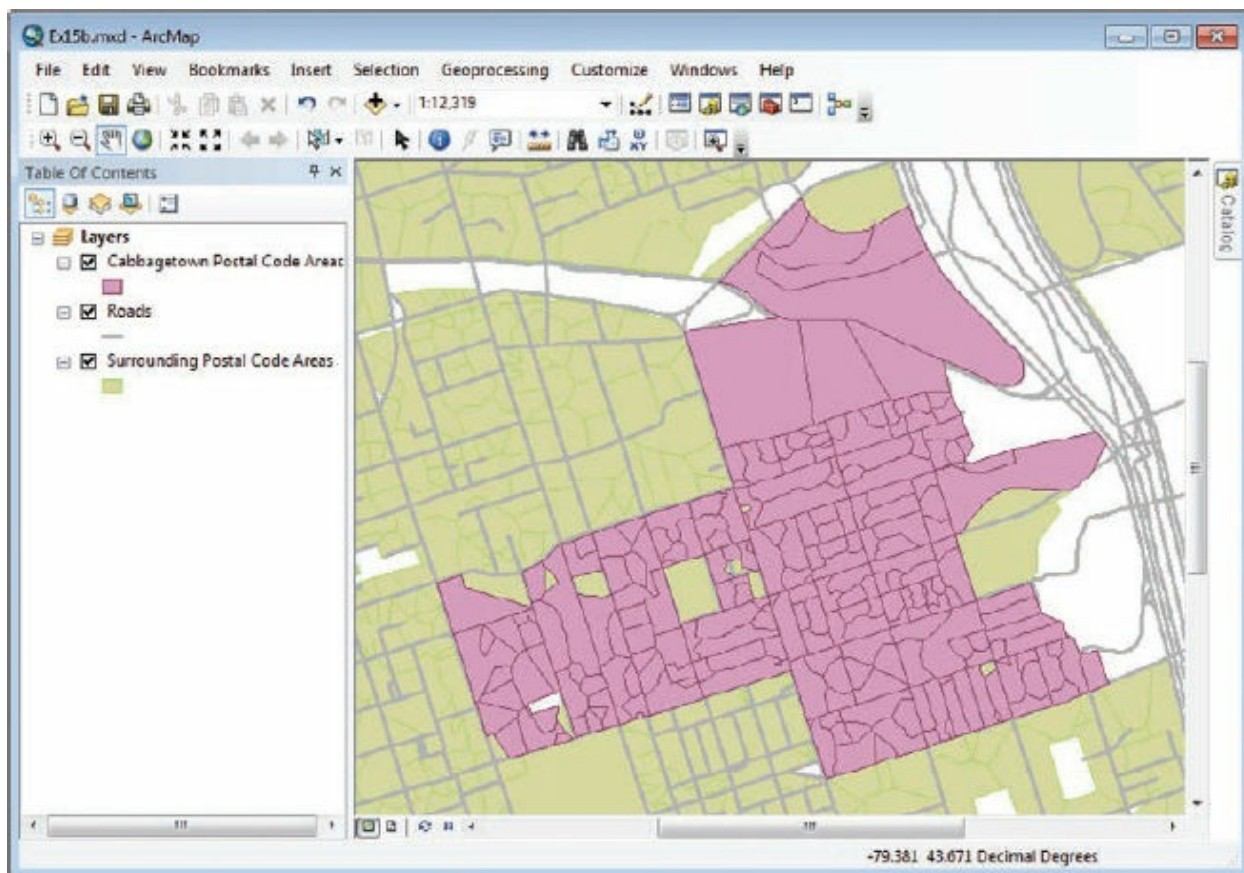 Ex15b.mxd - ArcMap
File Edit View Bookmarks Insert Selection Geoprocessing Customize Windows Help
1:12,319
Table Of Contents
Layers
Cabbagetown Postal Code Areas
Roads
Surrounding Postal Code Areas
Catalog
-79.381 43.671 Decimal Degrees